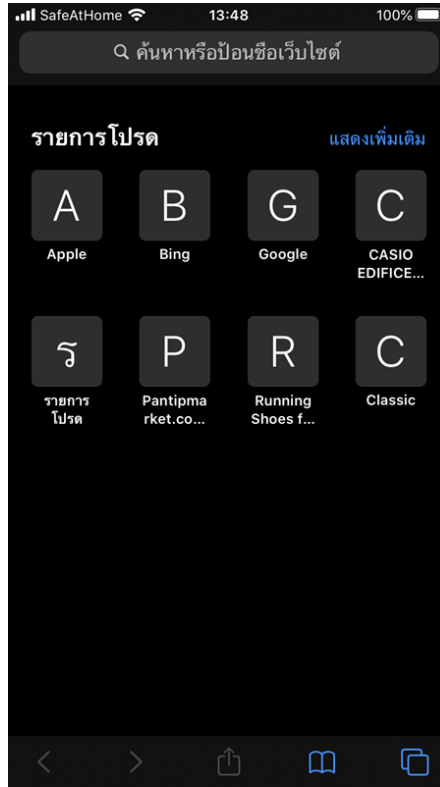 SafeAtHome 13:48 100%
ค้นหาหรือป้อนชื่อเว็บไซต์
รายการโปรด แสดงเพิ่มเติม
A B G C
Apple Bing Google CASIO
EDIFICE...
ร P R C
รายการ Pantipma Running Classic
โปรด rket.co... Shoes f...